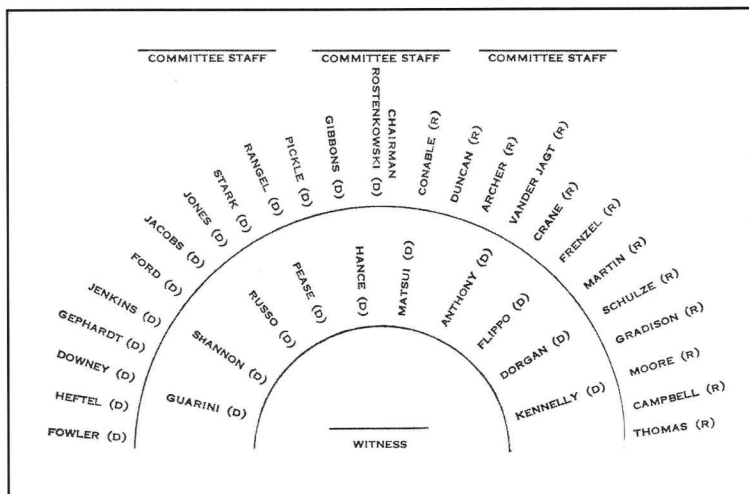 COMMITTEE STAFF
COMMITTEE STAFF
COMMITTEE STAFF
FOWLER (D)
HEFTEL (D)
DOWNEY (D)
GEPHARDT (D)
JENKINS (D)
FORD (D)
JACOBS (D)
JONES (D)
STARK (D)
RANGEL (D)
PICKLE (D)
GIBBONS (D)
ROSTENKOWSKI (D)
CHAIRMAN
CONABLE (R)
DUNCAN (R)
ARCHER (R)
VANDER JAGT (R)
CRANE (R)
FRENZEL (R)
MARTIN (R)
SCHULZE (R)
GRADISON (R)
MOORE (R)
CAMPBELL (R)
THOMAS (R)
GUARINI (D)
SHANNON (D)
RUSSO (D)
PEASE (D)
HANCE (D)
MATSUI (D)
ANTHONY (D)
FLIPPO (D)
DORGAN (D)
KENNELLY (D)
WITNESS